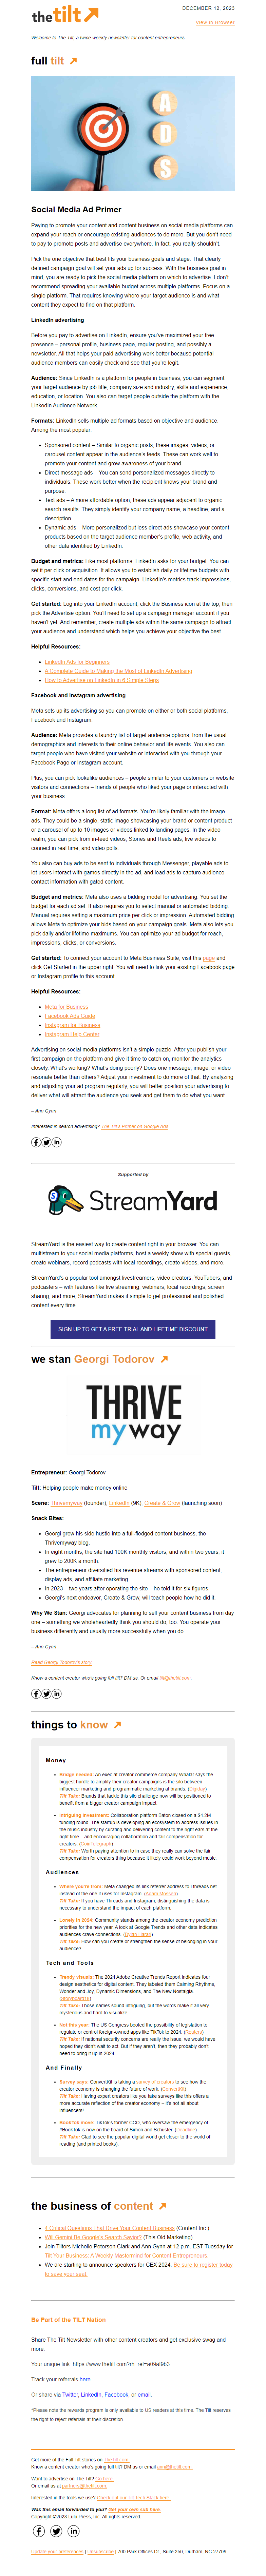 the tilt
DECEMBER 12, 2023
View in Browser
Welcome to The Tilt, a twice-weekly newsletter for content entrepreneurs.
full tilt
ADS
Social Media Ad Primer
Paying to promote your content and content business on social media platforms can
expand your reach and expose your audiences to do more. But you don't need
to pay to promote and advertise everywhere. In fact, you really shouldn't.
Pick the one objective that best fits your business goals and stage. That clearly
defined campaign goal will set you up for success. With the business goal in
mind, you are ready to pick the social media platform on which to advertise. I don't
recommend spreading your available budget across multiple platforms. Focus on a
single platform. That requires knowing where your target audience is and what
content they expect to find on that platform.
LinkedIn advertising
Before you pay to advertise on LinkedIn, ensure you've maximized your free
presence – personal profile, business page, regular posting, and possibly a
newsletter. All that helps your paid advertising work better because potential
audience members can easily check and see that you're legit.
Audience: Since LinkedIn is a platform for people in business, you can segment
your target audience by job title, company size and industry, skills and experience,
education, or location. You also can target people outside the platform with the
LinkedIn Audience Network.
Formats: LinkedIn sells multiple ad formats based on objective and audience.
Among the most popular:
Sponsored content – Similar to organic posts, these images, videos, or
carousel content appear in the audience's feeds. These can work well to
promote your content and grow awareness of your brand.
Direct message ads – You can send personalized messages directly to
individuals. These work better when the recipient knows your brand and
purpose.
Text ads – A more affordable option, these ads appear adjacent to organic
search results. They simply identify your company name, a headline, and a
description.
Dynamic ads – More personalized but less direct ads showcase your content
products based on the target audience member's profile, web activity, and
other data identified by LinkedIn.
Budget and metrics: Like most platforms, LinkedIn asks for your budget. You can
set it per click or acquisition. It allows you to establish daily or lifetime budgets with
specific start and end dates for the campaign. LinkedIn's metrics track impressions,
clicks, conversions, and cost per click.
Get started: Log into your LinkedIn account, click the Business icon at the top, then
pick the Advertise option. You'll need to set up an ad manager account, if you don't
already have one. You'll create names for each multiple ads within the same campaign if you want to attract
you different audience and understand which helps you most achieve your objective the best.
Helpful Resources:
LinkedIn Ads for Beginners
A Complete Guide to Making the Most of LinkedIn Advertising
How to Advertise on LinkedIn in 6 Simple Steps
Facebook and Instagram advertising
Meta sets up its advertising so you can promote on either or both social platforms,
Facebook and Instagram.
Audience: Meta provides a laundry list of target audience options, from the usual
demographics and interests to their online behavior and life events. You also can
target people who have visited your website or interacted with you through your
Facebook Page or Instagram account.
Plus, you can pick lookalike audiences – people similar to your customers or website
visitors and connections – friends of people who liked your page or interacted with
your business.
Format: Meta offers a long list of ad formats. You're likely familiar with the image
ads. They could be a single, static image showcasing your brand or content product
or a carousel of up to 10 images or videos linked to landing pages. In the video
realm, you can pick from in-feed videos, Stories and Reels ads, live videos to
connect in real time, and video polls.
You also can buy ads to be sent to individuals through Messenger, playable ads to
let users interact with games directly in the ad, and lead ads to capture audience
contact information with gated content.
Budget and metrics: Meta also uses a bidding model for advertising. You set the
budget for each ad set. It also requires you to select manual or automated bidding.
Manual requires setting a maximum price per click or impression. Automated bidding
allows Meta to optimize your bids based on your campaign goals. Meta also lets you
pick daily and/or lifetime maximums. You can optimize your ad budget for reach,
impressions, clicks, or conversions.
Get started: To connect your account to Meta Business Suite, visit this page and
click Get Started in the upper right. You will need to link your existing Facebook page
or Instagram profile to this account.
Helpful Resources:
Meta for Business
Facebook Ads Guide
Instagram for Business
Instagram Help Center
Advertising on social media platforms isn't a simple puzzle. After you publish your
first campaign on one platform and give it time to catch on, monitor the analytics
closely. What's working? What's doing poorly? Does one message, image, or video
resonate better than others? Adjust your investment to do more of that. By analyzing
and adjusting your ad program regularly, you will better understand what will most
attract the audience you seek and get them to do what you want.
– Ann Gynn
Interested in search advertising? The Tilt's Primer on Google Ads
Supported by
StreamYard
StreamYard is the easiest way to create content right in your browser. You can
multistream to your social media platforms, host a weekly show with special guests,
create webinars, record podcasts with local recordings, create videos, and more.
StreamYard's a popular tool amongst livestreamers, video creators, YouTubers, and
podcasters – with features like live streams, webinars, local recordings, screen
sharing, and more, StreamYard makes it simple to get professional and polished
content every time.
SIGN UP TO GET A FREE TRIAL AND LIFETIME DISCOUNT
we stan Georgi Todorov
THRIVE
my way
Entrepreneur: Georgi Todorov
Tilt: Helping people make money online
Scene: Thrivemyway (founder), LinkedIn (9K), Create & Grow (launching soon)
Snack Bites:
Georgi grew his side hustle into a full-fledged content business, the
Thrivemyway blog.
In eight months, the site had 100K monthly visitors, and within two years, it
grew to 200K a month.
The entrepreneur diversified his revenue streams with sponsored content,
display ads, and affiliate marketing.
In 2023 – two years after operating the site – he told it for six figures.
Georgi's next endeavor, Create & Grow, will teach people how he did it.
Why We Stan: Georgi advocates for planning to sell your content business from day
one – something we wholeheartedly think you should do, too. You operate your
business differently and usually more successfully when you do.
– Ann Gynn
Read Georgi Todorov's story.
Know a content creator who's going full tilt? DM us. Or email tilt@thetilt.com.
things to know
Money
Bridge needed: An exec at creator commerce company Whalar says the
biggest hurdle to amplify their creator campaigns is the silo between
influencer marketing and programmatic marketing at brands. (Digiday)
Tilt Take: Brands that tackle this silo challenge now will be positioned to
benefit from a bigger creator campaign impact.
Intriguing investment: Collaboration platform Baton closed on a $4.2M
funding round. The startup is developing an ecosystem to address issues in
the music industry by enabling musicians, songwriters, and others to
manage creative works in the digital community from the early ages right at
the real time – and encouraging collaboration and fair compensation for
creators. (CoinTelegraph)
Tilt Take: Worth paying attention to in case they really can solve the fair
compensation for creators thing because it likely could work beyond music.
Audiences
Where you're from: Meta changed its link referrer address to l.threads.net
instead of the one it uses for Instagram. (Adam Mosseri)
Tilt Take: If you have Threads and Instagram, distinguishing the data is
necessary to understand the impact of each platform.
Lonely in 2024: Community stands among the creator economy prediction
priorities for the new year. A look at Google Trends and other data indicates
audiences crave connections. (Dylan Harari)
Tilt Take: How can you create or strengthen the sense of belonging in your
audience?
Tech and Tools
Trendy visuals: The 2024 Adobe Creative Trends Report indicates four
design aesthetics for digital content. They labeled them Calming Rhythms,
Wonder and Joy, Dynamic Dimensions, and The New Nostalgia.
(Storyboard18)
Tilt Take: Those names sound intriguing, but the visuals make it all very
mysterious and hard to visualize.
Not this year: The US Congress booted the possibility of legislation to
regulate or control foreign-owned apps like TikTok to 2024. (Reuters)
Tilt Take: If national security concerns are really the issue, we would have
hoped they didn't wait to act. But in reality, they probably didn't even need
to bring it up in 2024.
And Finally
Survey says: ConvertKit is taking a survey of creators to see how the
creator economy is changing the future of work. (ConvertKit)
Tilt Take: Having expert creators like you take surveys like this offers a
more accurate reflection of the creator economy – it's not all about
influencers!
BookTok move: TikTok's former CCO, who oversaw the emergency of
#BookTok is now on the board of Simon and Schuster. (Deadline)
Tilt Take: Glad to see the popular digital world get closer to the world of
reading (and printed books).
the business of content
4 Critical Questions That Drive Your Content Business (Content Inc.)
Will Gemini Be Google's Search Savior? (This Old Marketing)
Join Tilters Michelle Peterson Clark and Ann Gynn at 12 p.m. EST Tuesday for
Tilt Your Business: A Weekly Mastermind for Content Entrepreneurs.
We are starting to announce speakers for CEX 2024. Be sure to register today
to save your seat.
Be Part of the TILT Nation
Share The Tilt Newsletter with other content creators and get exclusive swag and
more.
Your unique link: https://www.thetilt.com?rh_ref=a09af9b3
Track your referrals here.
Or share via Twitter, LinkedIn, Facebook, or email.
*Please note the rewards system is only available to US readers at this time. The Tilt reserves
the right to reject referrals at their discretion.
Get more of the Full Tilt stories on TheTilt.com.
Know a content creator who's going full tilt? DM us or email ann@thetilt.com.
Want to advertise on The Tilt? Go here.
Or email us at partners@thetilt.com.
Interested in the tools we use? Check out our Tilt Tech Stack here.
Was this email forwarded to you? Get your own sub here.
Copyright ©2023 Lulu Press, Inc. All rights reserved.
Update your preferences | Unsubscribe | 700 Park Offices Dr., Suite 250, Durham, NC 27709